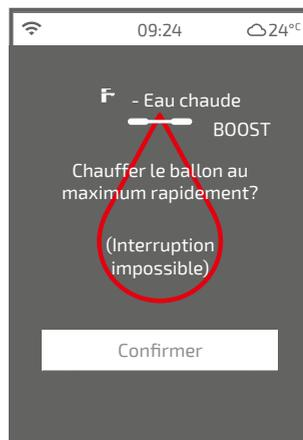 09:24 24°C
- Eau chaude
BOOST
Chauffer le ballon au
maximum rapidement?
(Interruption
impossible)
Confirmer